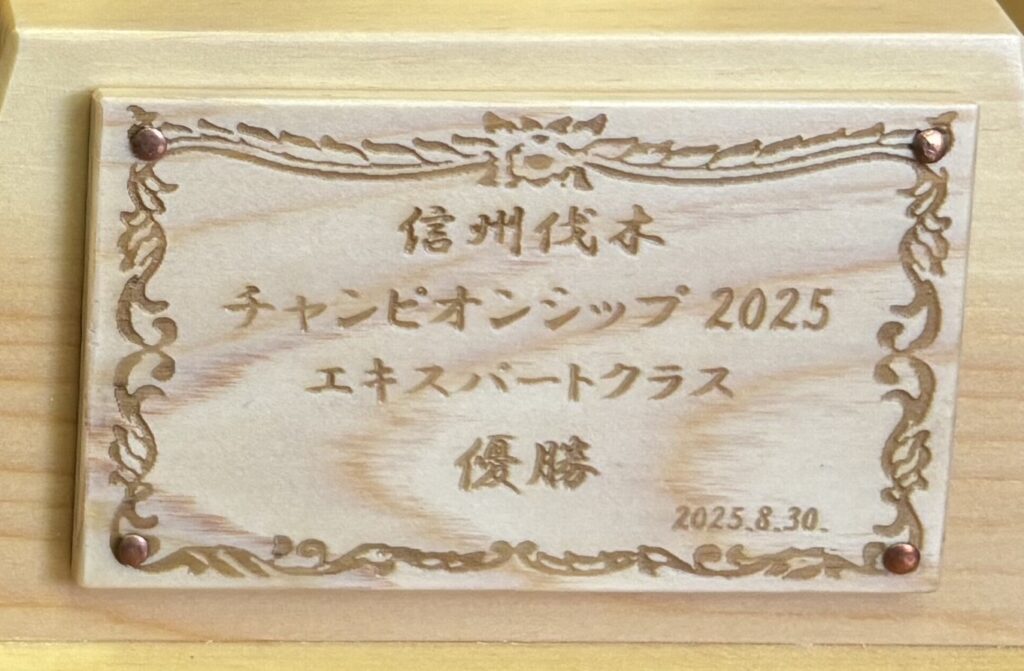 信州伐木
チャンピオンシップ 2025
エキスパートクラス
優勝
2025.8.30.